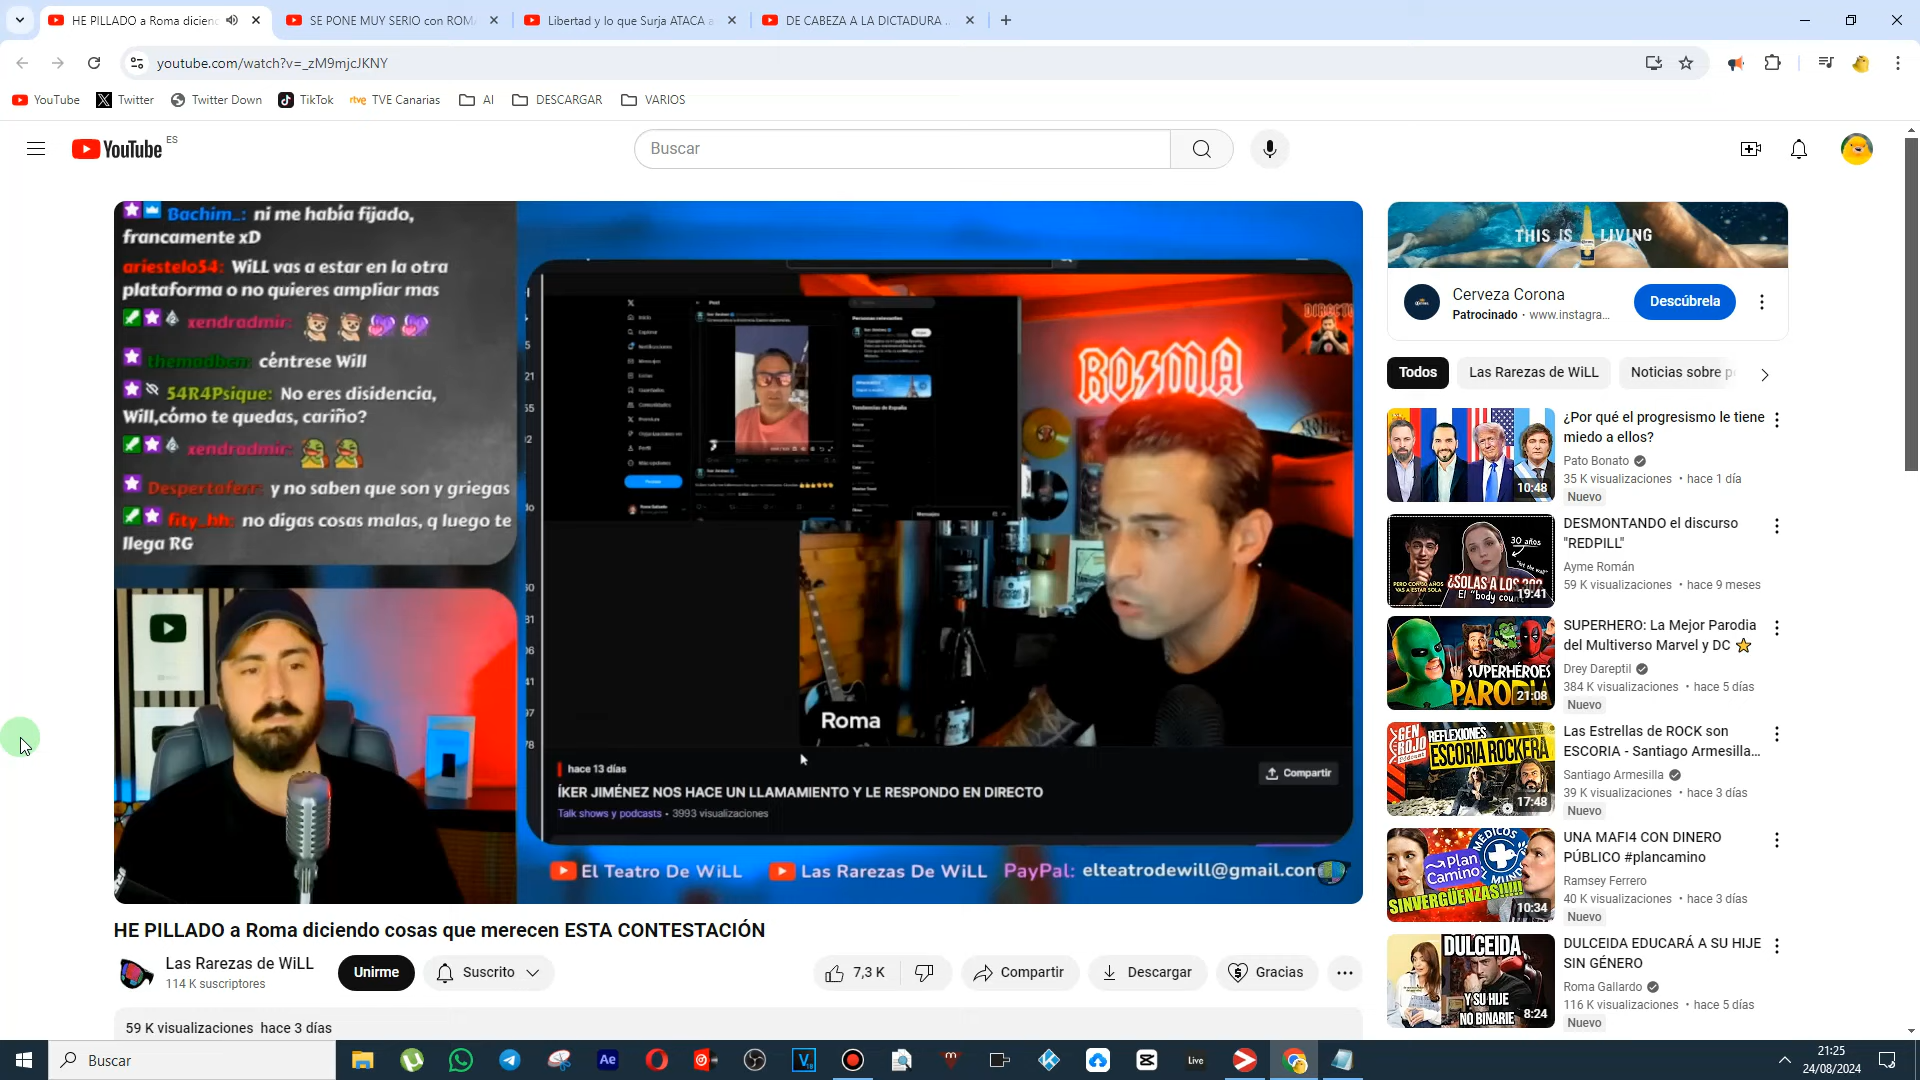 HE PILLADO a Roma dicien
SE PONE MUY SERIO con ROM
Libertad y lo que Surja ATACA a
DE CABEZA A LA DICTADURA ...
youtube.com/watch?v=_zM9mjcJKNY
YouTube
Twitter
Twitter Down
TikTok
rtve TVE Canarias
AI
DESCARGAR
VARIOS
YouTube ES
Buscar
Bachim_: ni me había fijado,
francamente xD
ariestelo54: WiLL vas a estar en la otra
plataforma o no quieres ampliar mas
xendradmir:
themadbcn: céntrese Will
54R4Psique: No eres disidencia,
Will,cómo te quedas, cariño?
xendradmir:
Despertaferr: y no saben que son y griegas
fity_hh: no digas cosas malas, q luego te
llega RG
ROMA
DIRECTO
Roma
hace 13 días
ÍKER JIMÉNEZ NOS HACE UN LLAMAMIENTO Y LE RESPONDO EN DIRECTO
Talk shows y podcasts • 3993 visualizaciones
Compartir
El Teatro De WiLL
Las Rarezas De WiLL
PayPal: elteatrodewill@gmail.com
HE PILLADO a Roma diciendo cosas que merecen ESTA CONTESTACIÓN
Las Rarezas de WiLL
114 K suscriptores
Unirme
Suscrito
7,3 K
Compartir
Descargar
Gracias
59 K visualizaciones hace 3 días
THIS IS LIVING
Cerveza Corona
Patrocinado · www.instagra...
Descúbrela
Todos
Las Rarezas de WiLL
Noticias sobre p
¿Por qué el progresismo le tiene
miedo a ellos?
Pato Bonato
35 K visualizaciones • hace 1 día
Nuevo
10:48
DESMONTANDO el discurso
"REDPILL"
Ayme Román
59 K visualizaciones • hace 9 meses
30 años
PERO CON 30 AÑOS
VAS A ESTAR SOLA
¿SOLAS A LOS 30?
El "body coun
19:41
SUPERHERO: La Mejor Parodia
del Multiverso Marvel y DC
Drey Dareptil
384 K visualizaciones • hace 5 días
Nuevo
SUPERHÉROES
PARODIA
21:08
Las Estrellas de ROCK son
ESCORIA - Santiago Armesilla...
Santiago Armesilla
39 K visualizaciones • hace 3 días
Nuevo
GEN
ROJO
REFLEXIONES
ESCORIA ROCKERA
17:48
UNA MAFI4 CON DINERO
PÚBLICO #plancamino
Ramsey Ferrero
40 K visualizaciones • hace 3 días
Nuevo
MÉDICOS
MUNDO
Plan
Camino
SINVERGÜENZAS!!!!!
10:34
DULCEIDA EDUCARÁ A SU HIJE
SIN GÉNERO
Roma Gallardo
116 K visualizaciones • hace 5 días
Nuevo
DULCEIDA
Y SU HIJE
NO BINARIE
8:24
Buscar
Ae
Live
21:25
24/08/2024